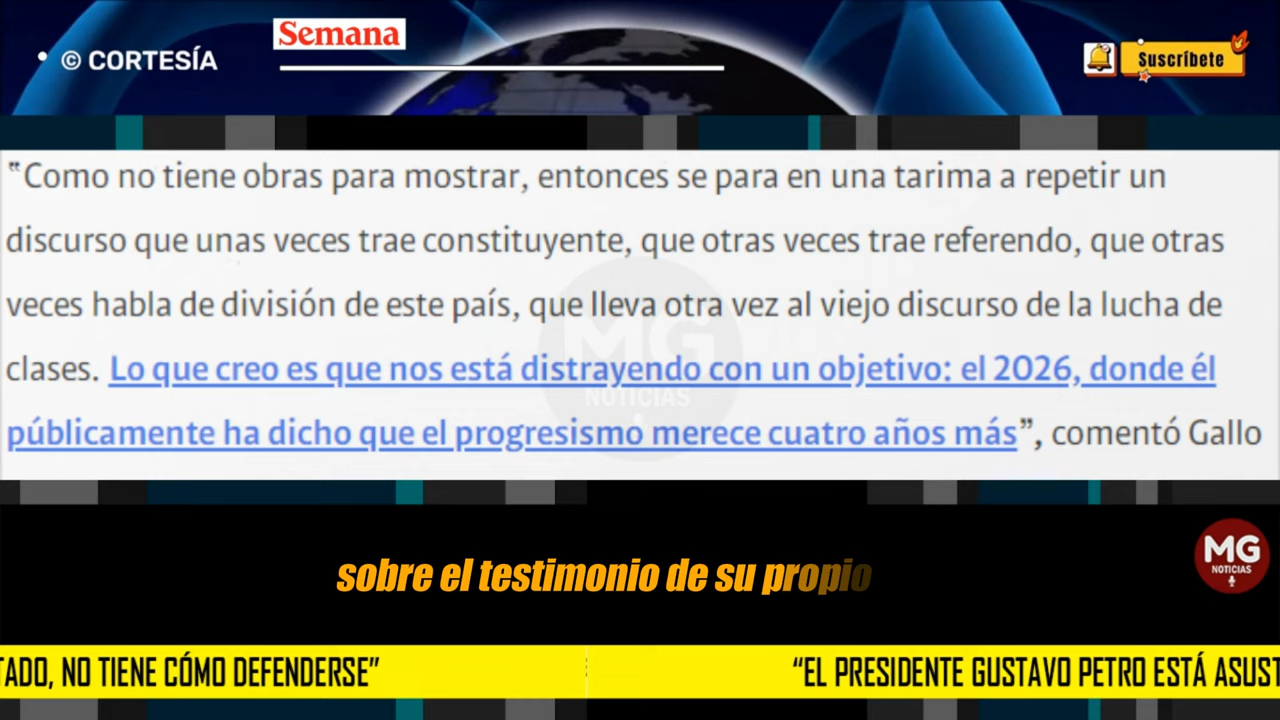 © CORTESÍA
Semana
Suscríbete
"Como no tiene obras para mostrar, entonces se para en una tarima a repetir un
discurso que unas veces trae constituyente, que otras veces trae referendo, que otras
veces habla de división de este país, que lleva otra vez al viejo discurso de la lucha de
clases. Lo que creo es que nos está distrayendo con un objetivo: el 2026, donde él
públicamente ha dicho que el progresismo merece cuatro años más”, comentó Gallo
MG
NOTICIAS
sobre el testimonio de su propio
MG
NOTICIAS
TADO, NO TIENE CÓMO DEFENDERSE” “EL PRESIDENTE GUSTAVO PETRO ESTÁ ASUST